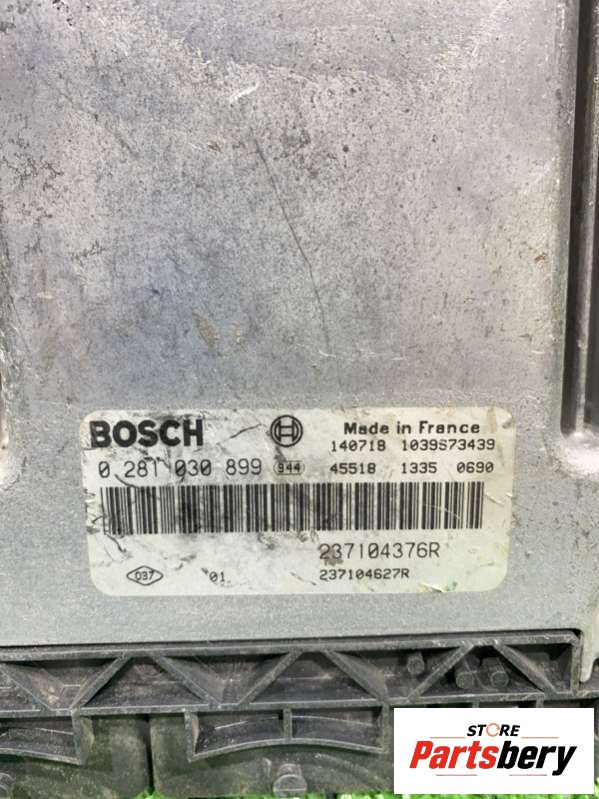 BOSCH Made in France
140718 1039S73439
0 281 030 899 944 45518 1335 0690
237104376R
037 01 237104627R
STORE
Partsbery